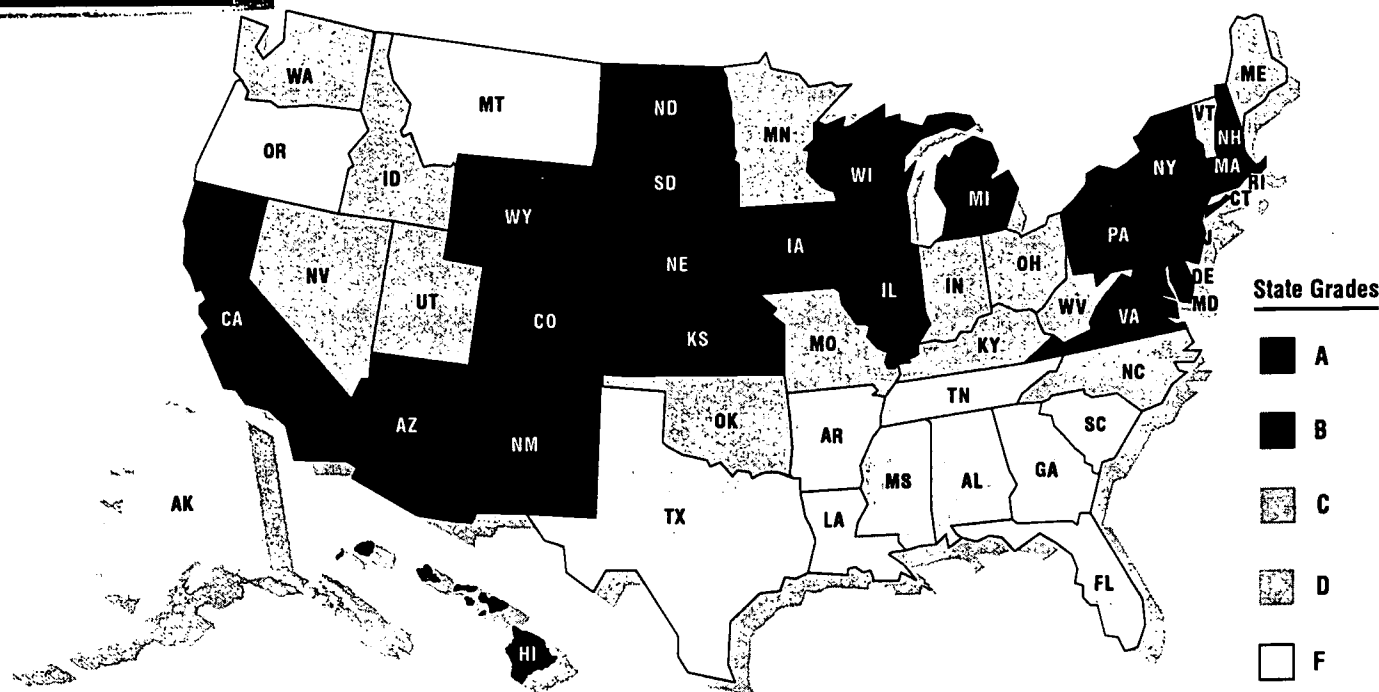 WA
MT
ND
MN
ME
VT
NH
OR
ID
SD
WI
NY
MA
RI
CT
WY
MI
IA
PA
J
NE
OH
NV
UT
IL
IN
DE
MD
WV
VA
CA
CO
KS
MO
KY
NC
TN
AZ
NM
OK
AR
SC
MS
AL
GA
AK
TX
LA
FL
HI
State Grades
A
B
C
D
F